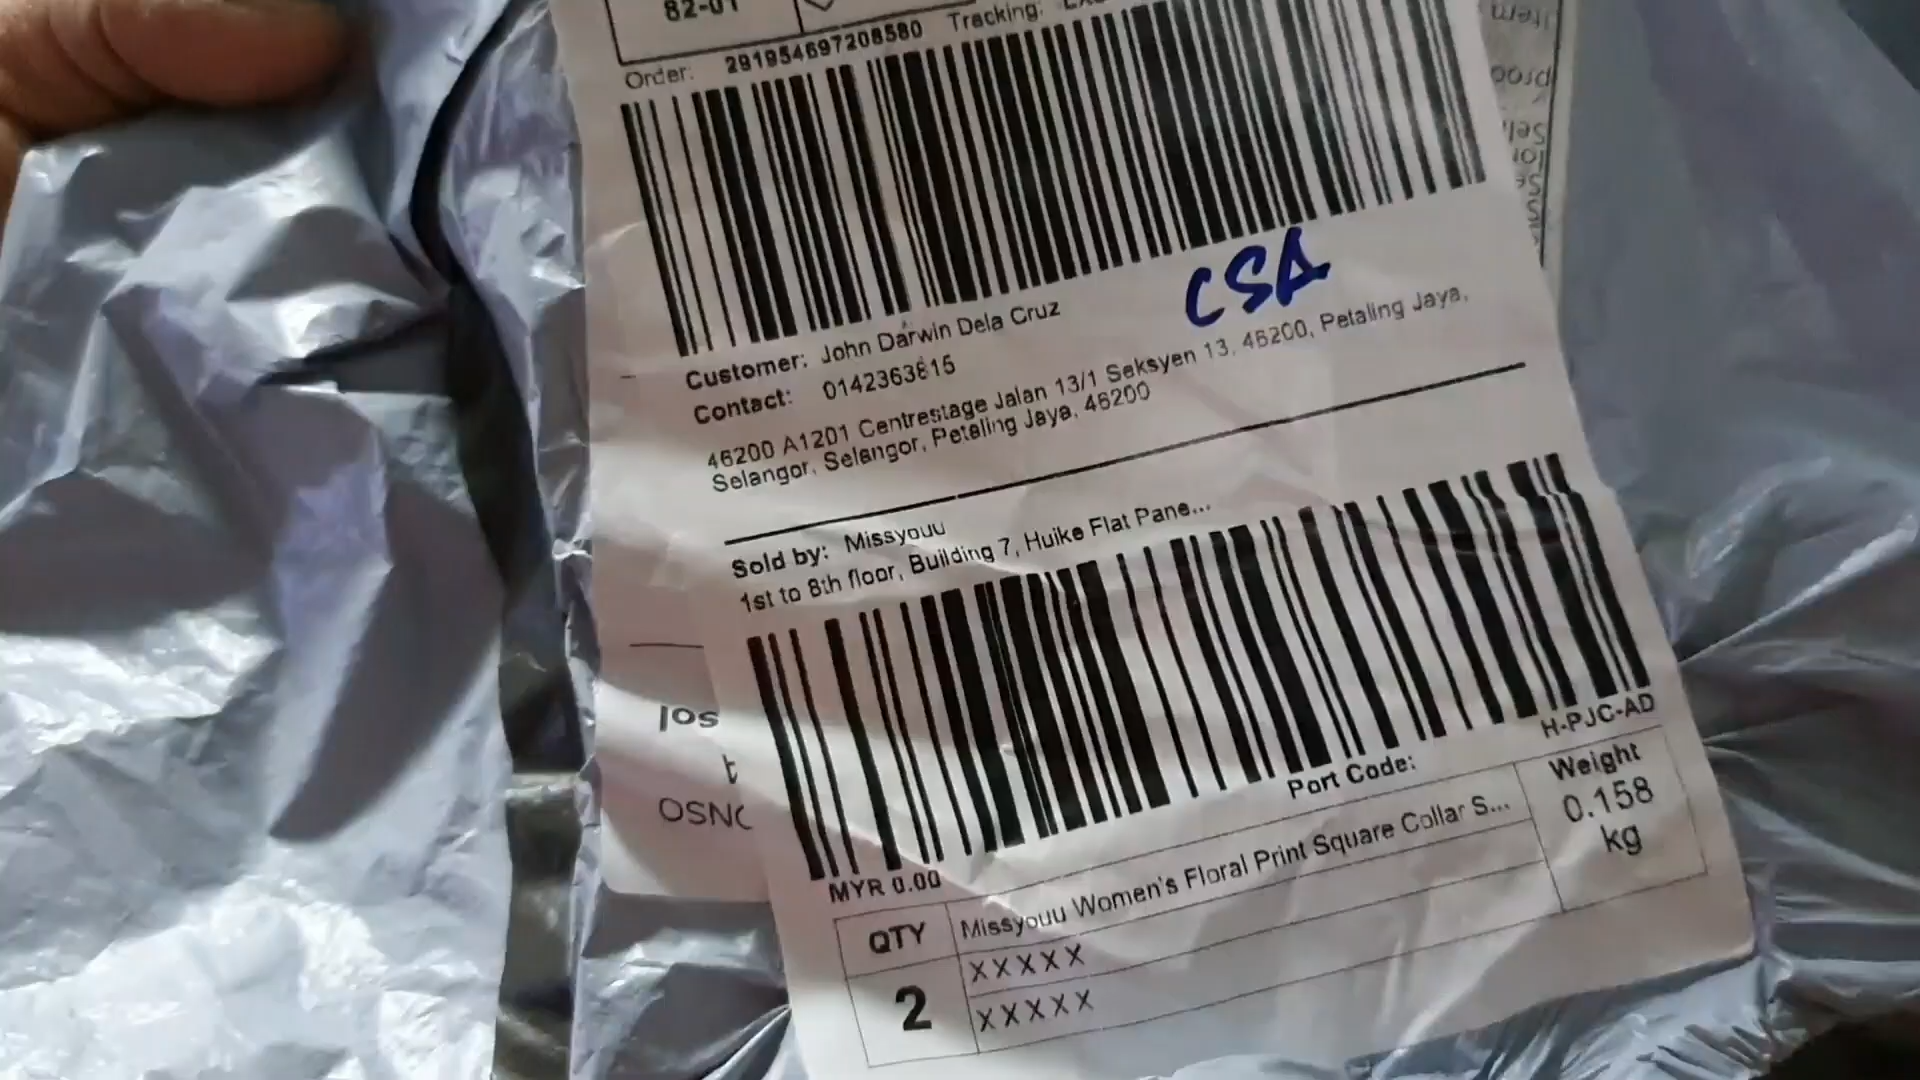 82-01
Order: 291954697208580 Tracking:
CSA
Customer: John Darwin Dela Cruz
Contact: 0142363615
46200 A1201 Centrestage Jalan 13/1 Seksyen 13, 46200, Petaling Jaya,
Selangor, Selangor, Petaling Jaya, 46200
Sold by: Missyouu
1st to 8th floor, Building 7, Huike Flat Pane...
H-PJC-AD
Port Code:
MYR 0.00
QTY Missyouu Women's Floral Print Square Collar S... Weight
2 XXXXX 0.158
XXXXX kg